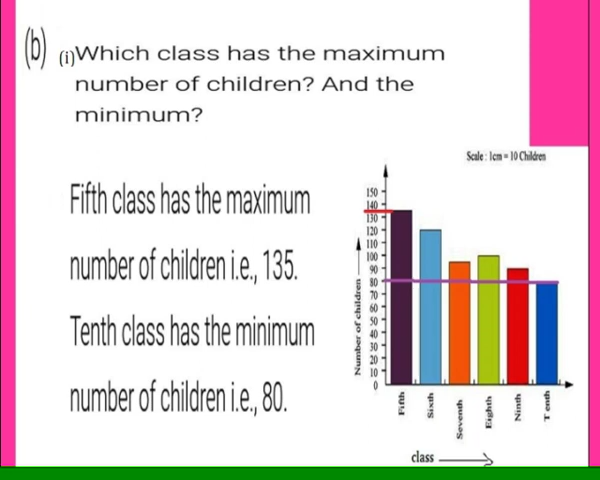 (b) (i)Which class has the maximum
number of children? And the
minimum?
Fifth class has the maximum
number of children i.e., 135.
Tenth class has the minimum
number of children i.e., 80.
Scale : 1cm = 10 Children
150
140
130
120
110
100
90
80
70
60
50
40
30
20
10
0
Number of children
Fifth
Sixth
Seventh
Eighth
Ninth
T enth
class